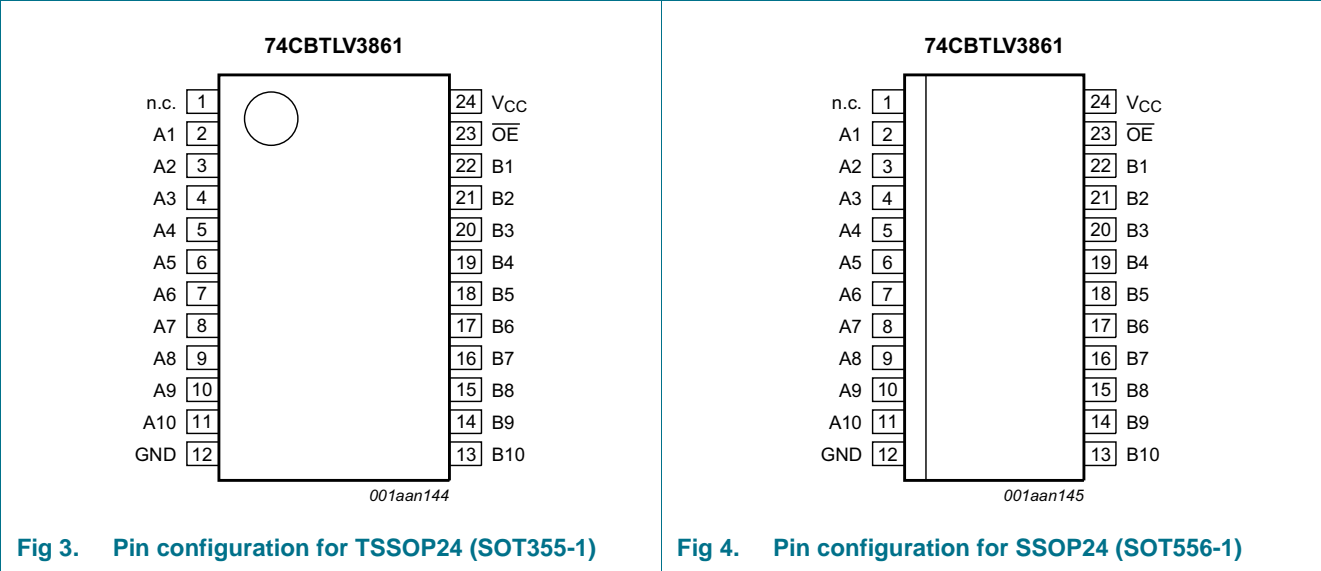 74CBTLV3861
n.c. 1 24 VCC
A1 2 23 OE
A2 3 22 B1
A3 4 21 B2
A4 5 20 B3
A5 6 19 B4
A6 7 18 B5
A7 8 17 B6
A8 9 16 B7
A9 10 15 B8
A10 11 14 B9
GND 12 13 B10
001aan144
Fig 3. Pin configuration for TSSOP24 (SOT355-1)
74CBTLV3861
n.c. 1 24 VCC
A1 2 23 OE
A2 3 22 B1
A3 4 21 B2
A4 5 20 B3
A5 6 19 B4
A6 7 18 B5
A7 8 17 B6
A8 9 16 B7
A9 10 15 B8
A10 11 14 B9
GND 12 13 B10
001aan145
Fig 4. Pin configuration for SSOP24 (SOT556-1)